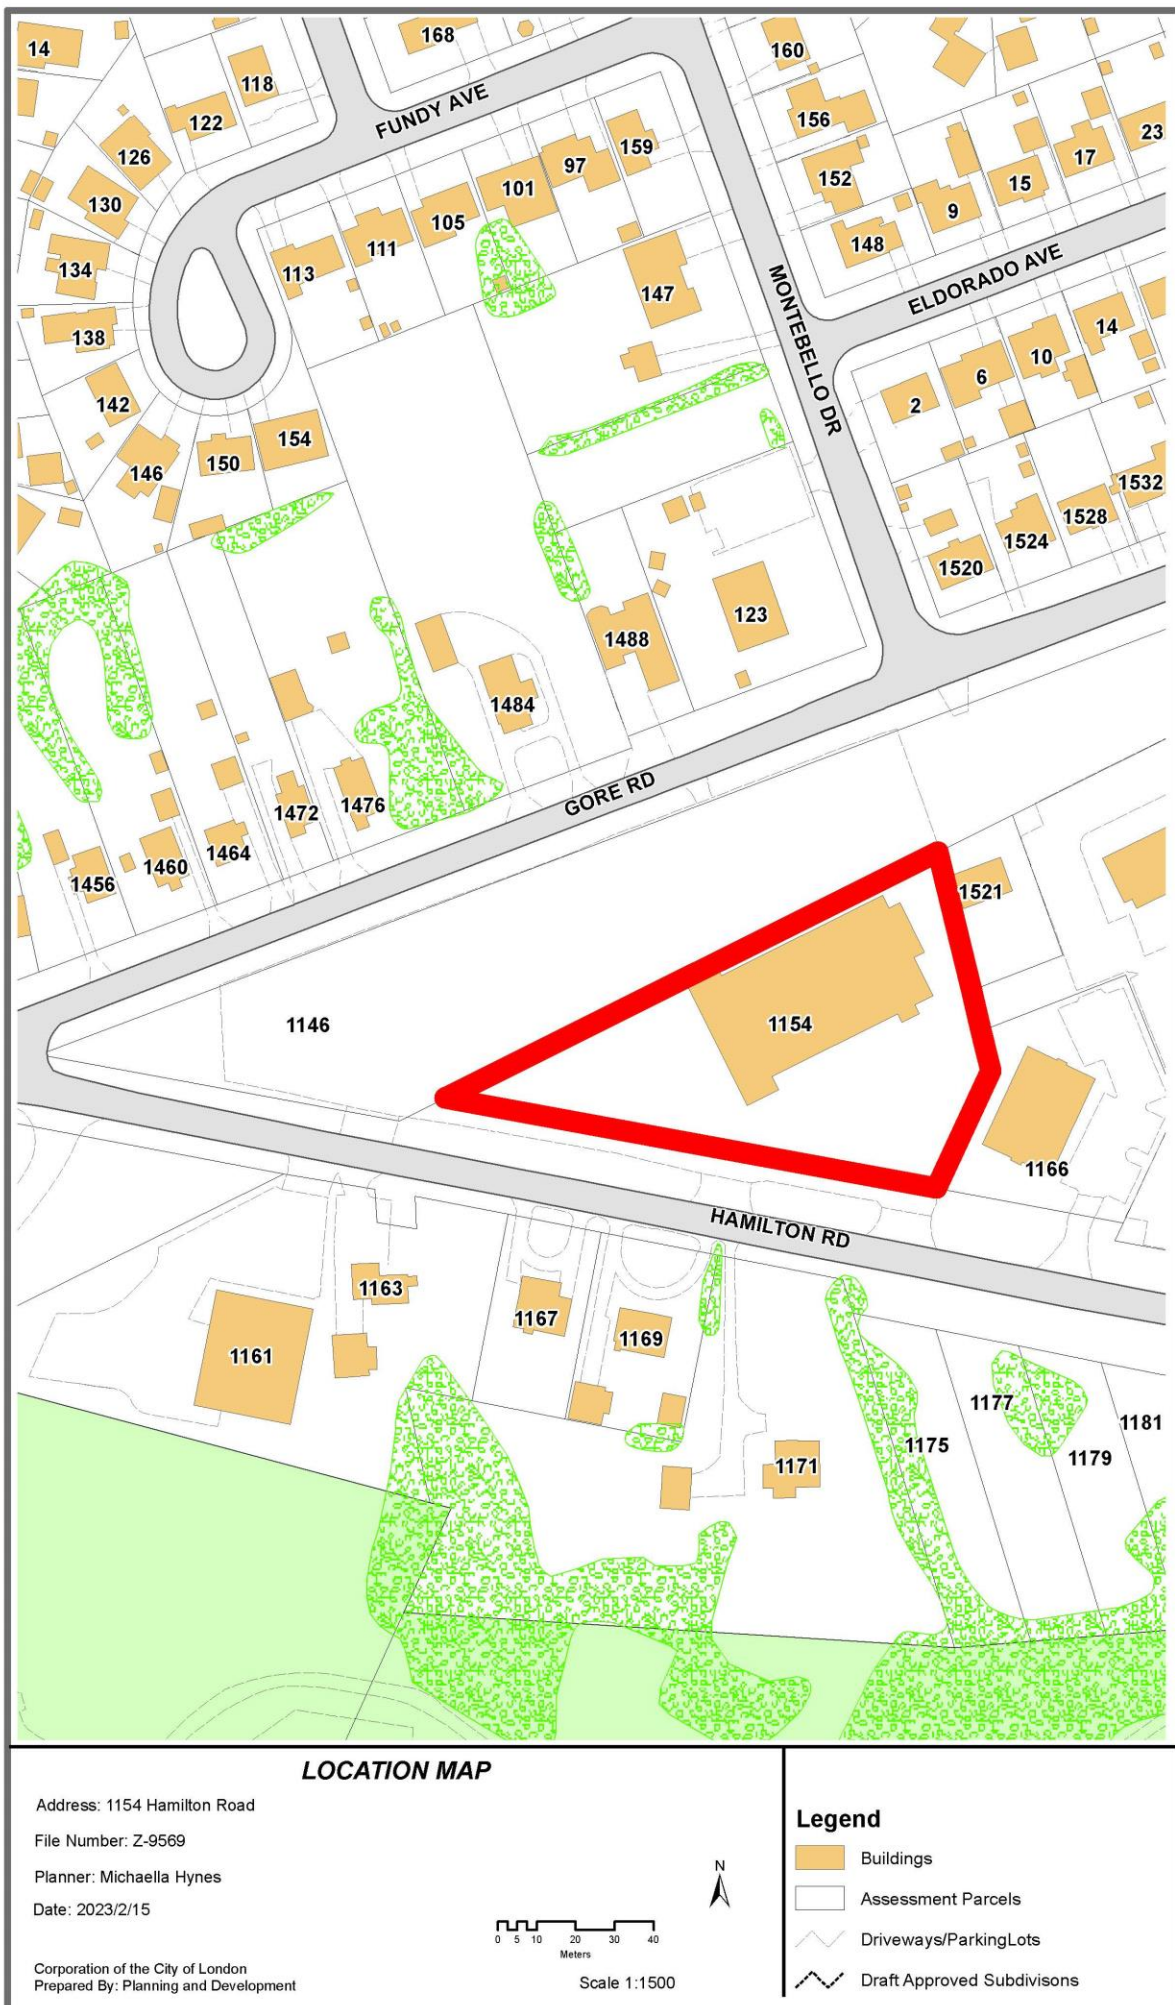 14
168
160
118
122
FUNDY AVE
156
159
23
126
97
17
152
101
15
130
9
105
111
148
134
113
147
MONTEBELLO DR
ELDORADO AVE
138
14
10
6
142
2
154
146
150
1532
1528
1524
1520
123
1488
1484
GORE RD
1476
1472
1464
1460
1456
1521
1146
1154
1166
HAMILTON RD
1163
1167
1169
1161
1177
1181
1175
1179
1171
LOCATION MAP
Address: 1154 Hamilton Road
File Number: Z-9569
Planner: Michaella Hynes
Date: 2023/2/15
Corporation of the City of London
Prepared By: Planning and Development
N
0 5 10 20 30 40
Meters
Scale 1:1500
Legend
Buildings
Assessment Parcels
Driveways/ParkingLots
Draft Approved Subdivisons